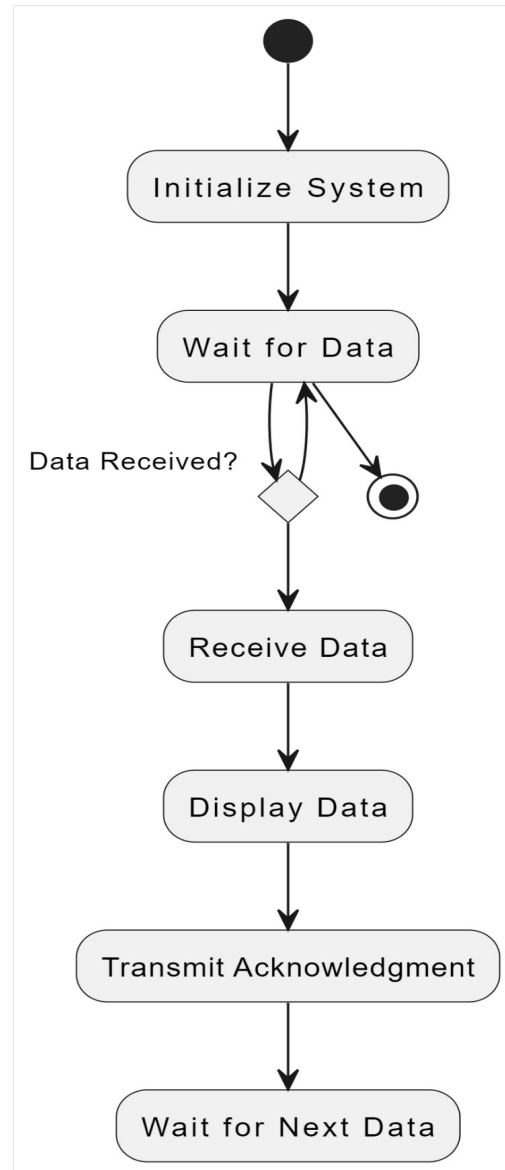 Initialize System
Wait for Data
Data Received?
Receive Data
Display Data
Transmit Acknowledgment
Wait for Next Data